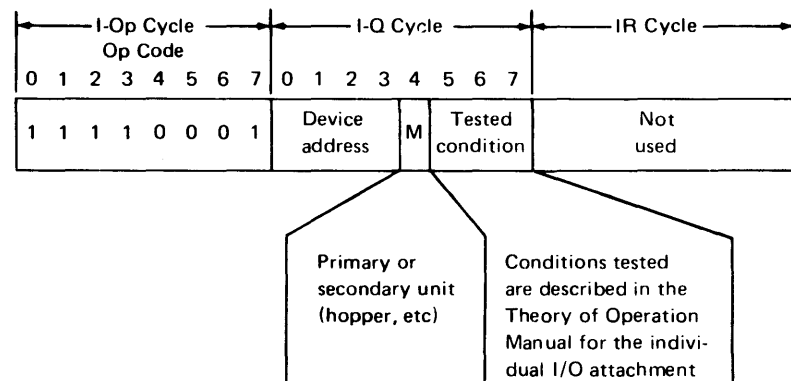 I-Op Cycle I-Q Cycle IR Cycle
Op Code
0 1 2 3 4 5 6 7 0 1 2 3 4 5 6 7
1 1 1 1 0 0 0 1 Device address M Tested condition Not used
Primary or
secondary unit
(hopper, etc)
Conditions tested
are described in the
Theory of Operation
Manual for the indivi-
dual I/O attachment